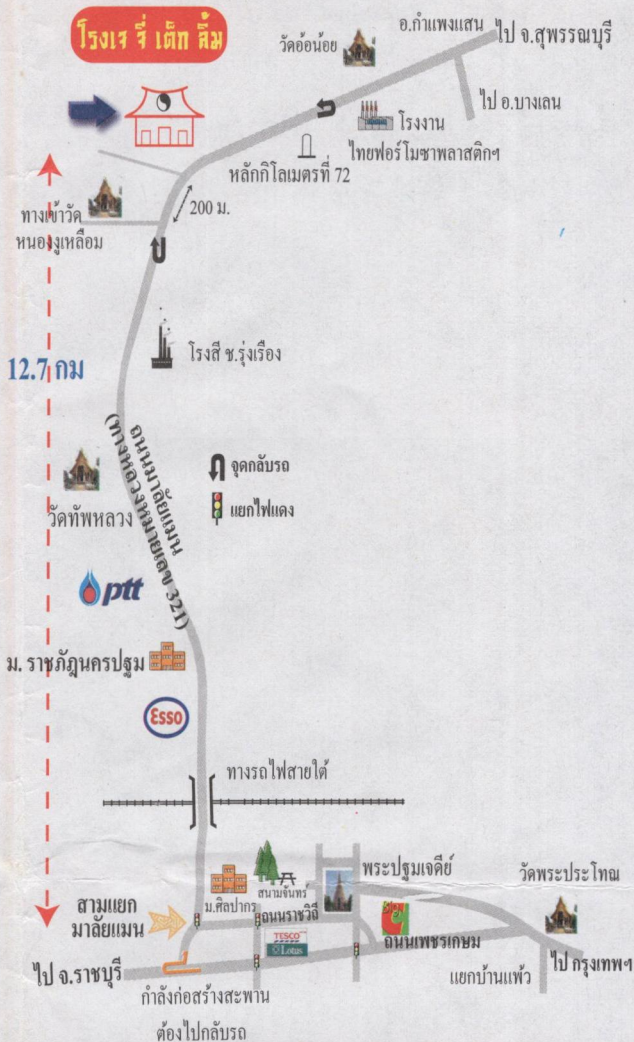 โรงเจ จี่ เต็ก ลิ้ม
วัดอ้อน้อย
อ.กำแพงแสน
ไป จ.สุพรรณบุรี
ไป อ.บางเลน
โรงงาน
ไทยฟอร์โมซาพลาสติกฯ
หลักกิโลเมตรที่ 72
200 ม.
ทางเข้าวัด
หนองงูเหลือม
โรงสี ช.รุ่งเรือง
12.7 กม
ถนนมาลัยแมน
(ทางหลวงหมายเลข 321)
จุดกลับรถ
แยกไฟแดง
วัดทัพหลวง
ptt
ม. ราชภัฎนครปฐม
Esso
ทางรถไฟสายใต้
พระปฐมเจดีย์
วัดพระประโทณ
สนามจันทร์
ม.ศิลปากร
ถนนราชวิถี
สามแยก
มาลัยแมน
TESCO
Lotus
ถนนเพชรเกษม
ไป จ.ราชบุรี
แยกบ้านแพ้ว
ไป กรุงเทพฯ
กำลังก่อสร้างสะพาน
ต้องไปกลับรถ